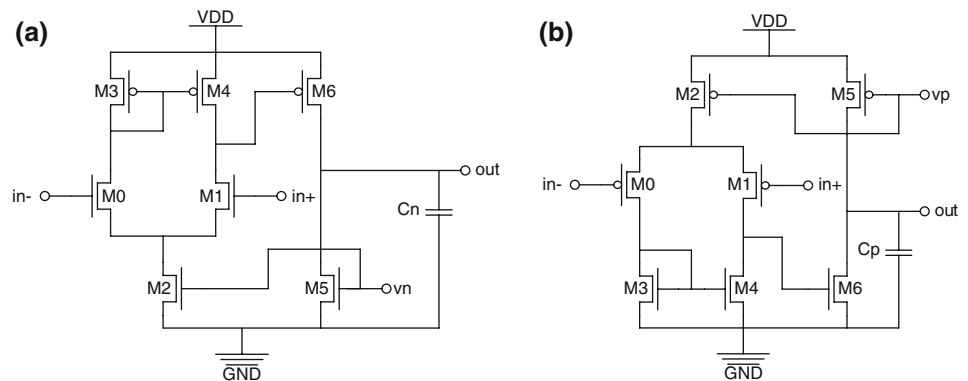 (a)
VDD
M3
M4
M6
in-
M0
M1
in+
out
Cn
M2
M5
vn
GND
(b)
VDD
M2
M5
vp
in-
M0
M1
in+
out
Cp
M3
M4
M6
GND